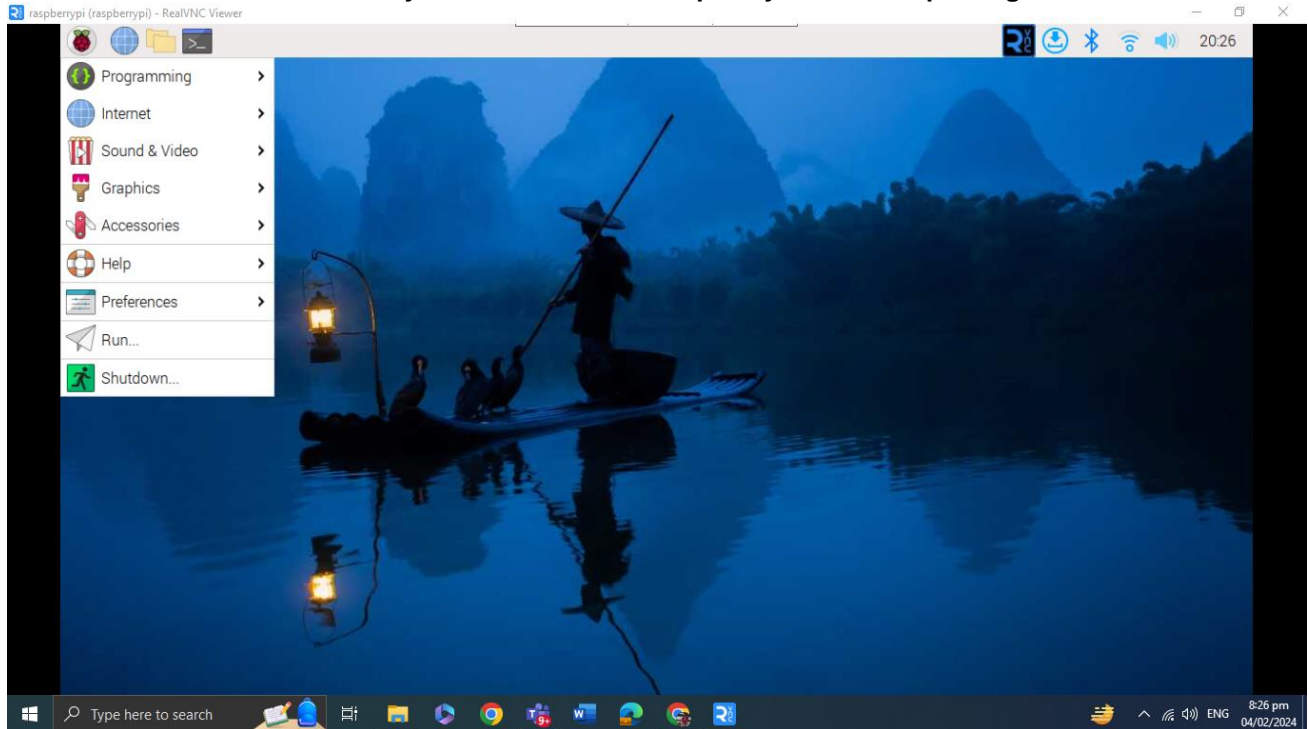 raspberrypi (raspberrypi) - RealVNC Viewer
20:26
Programming
Internet
Sound & Video
Graphics
Accessories
Help
Preferences
Run...
Shutdown...
Type here to search
9+
ENG
8:26 pm
04/02/2024